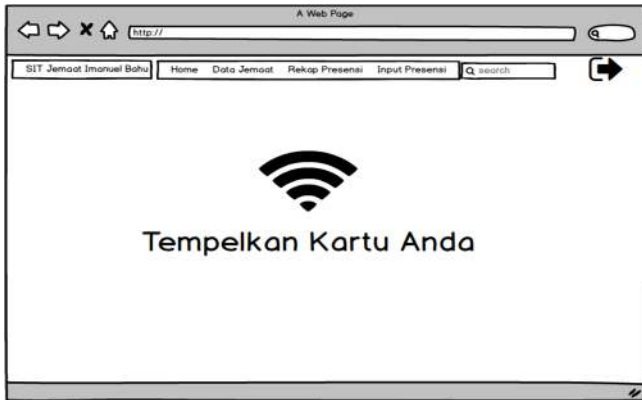 A Web Page
http://
SIT Jemaat Imanuel Bahu Home Data Jemaat Rekap Presensi Input Presensi search
Tempelkan Kartu Anda